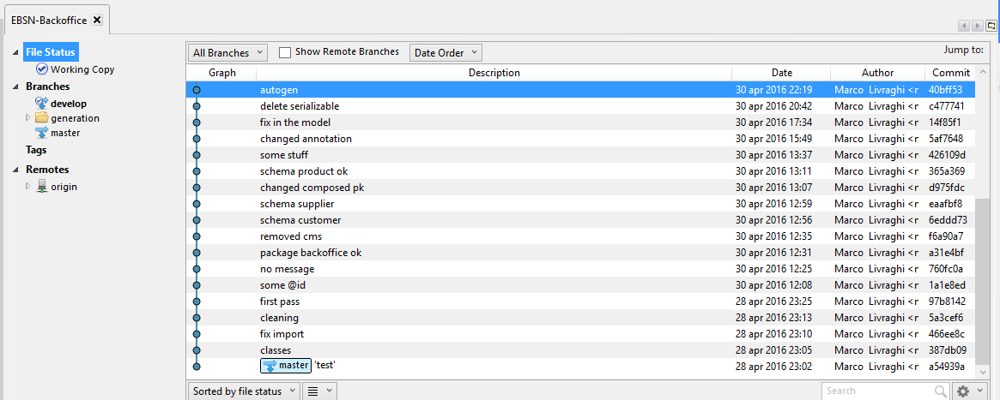 EBSN-Backoffice
File Status
Working Copy
Branches
develop
generation
master
Tags
Remotes
origin
All Branches Show Remote Branches Date Order Jump to:
Graph Description Date Author Commit
autogen 30 apr 2016 22:19 Marco Livraghi <r 40bff53
delete serializable 30 apr 2016 20:42 Marco Livraghi <r c477741
fix in the model 30 apr 2016 17:34 Marco Livraghi <r 14f85f1
changed annotation 30 apr 2016 15:49 Marco Livraghi <r 5af7648
some stuff 30 apr 2016 13:37 Marco Livraghi <r 426109d
schema product ok 30 apr 2016 13:11 Marco Livraghi <r 365a369
changed composed pk 30 apr 2016 13:07 Marco Livraghi <r d975fdc
schema supplier 30 apr 2016 12:59 Marco Livraghi <r eaafbf8
schema customer 30 apr 2016 12:56 Marco Livraghi <r 6eddd73
removed cms 30 apr 2016 12:35 Marco Livraghi <r f6a90a7
package backoffice ok 30 apr 2016 12:31 Marco Livraghi <r a31e4bf
no message 30 apr 2016 12:25 Marco Livraghi <r 760fc0a
some @id 30 apr 2016 12:08 Marco Livraghi <r 1a1e8ed
first pass 28 apr 2016 23:25 Marco Livraghi <r 97b8142
cleaning 28 apr 2016 23:13 Marco Livraghi <r 5a3cef6
fix import 28 apr 2016 23:10 Marco Livraghi <r 466ee8c
classes 28 apr 2016 23:05 Marco Livraghi <r 387db09
master 'test' 28 apr 2016 23:02 Marco Livraghi <r a54939a
Sorted by file status Search